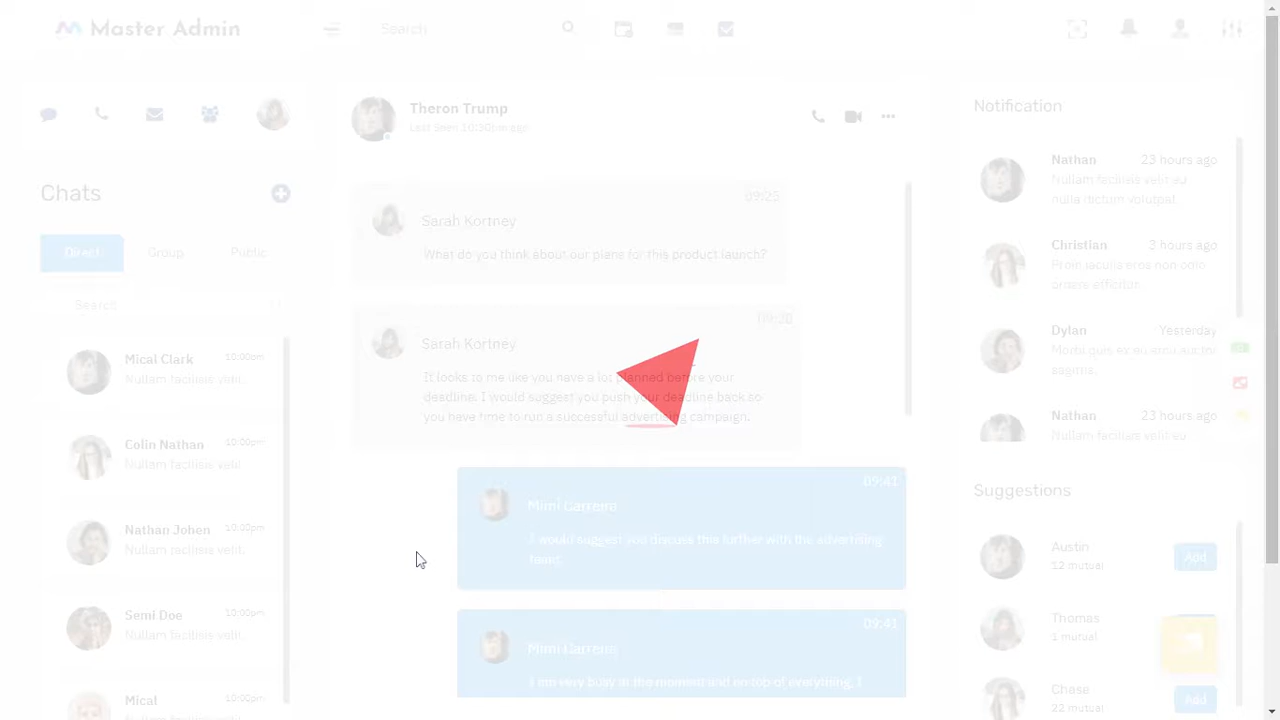 Master Admin
Search
Chats
Direct
Group
Public
Search
Mical Clark
10:00pm
Nullam facilisis velit.
Colin Nathan
10:00pm
Nullam facilisis velit.
Nathan Johen
10:00pm
Nullam facilisis velit.
Semi Doe
10:00pm
Nullam facilisis velit.
Mical
10:00pm
Theron Trump
Last Seen 10:30pm ago
09:25
Sarah Kortney
What do you think about our plans for this product launch?
09:28
Sarah Kortney
It looks to me like you have a lot planned before your
deadline. I would suggest you push your deadline back so
you have time to run a successful advertising campaign.
09:41
Mimi Carreno
I would suggest you discuss this further with the advertising
team.
09:41
Mimi Carreno
I am very busy at the moment and on top of everything, I
Notification
Nathan
23 hours ago
Nullam facilisis velit eu
nulla dictum volutpat.
Christian
3 hours ago
Proin iaculis eros non odio
ornare efficitur.
Dylan
Yesterday
Morbi quis ex eu arcu auctor
sagittis.
Nathan
23 hours ago
Nullam facilisis velit eu
Suggestions
Austin
12 mutual
Add
Thomas
1 mutual
Chase
22 mutual
Add